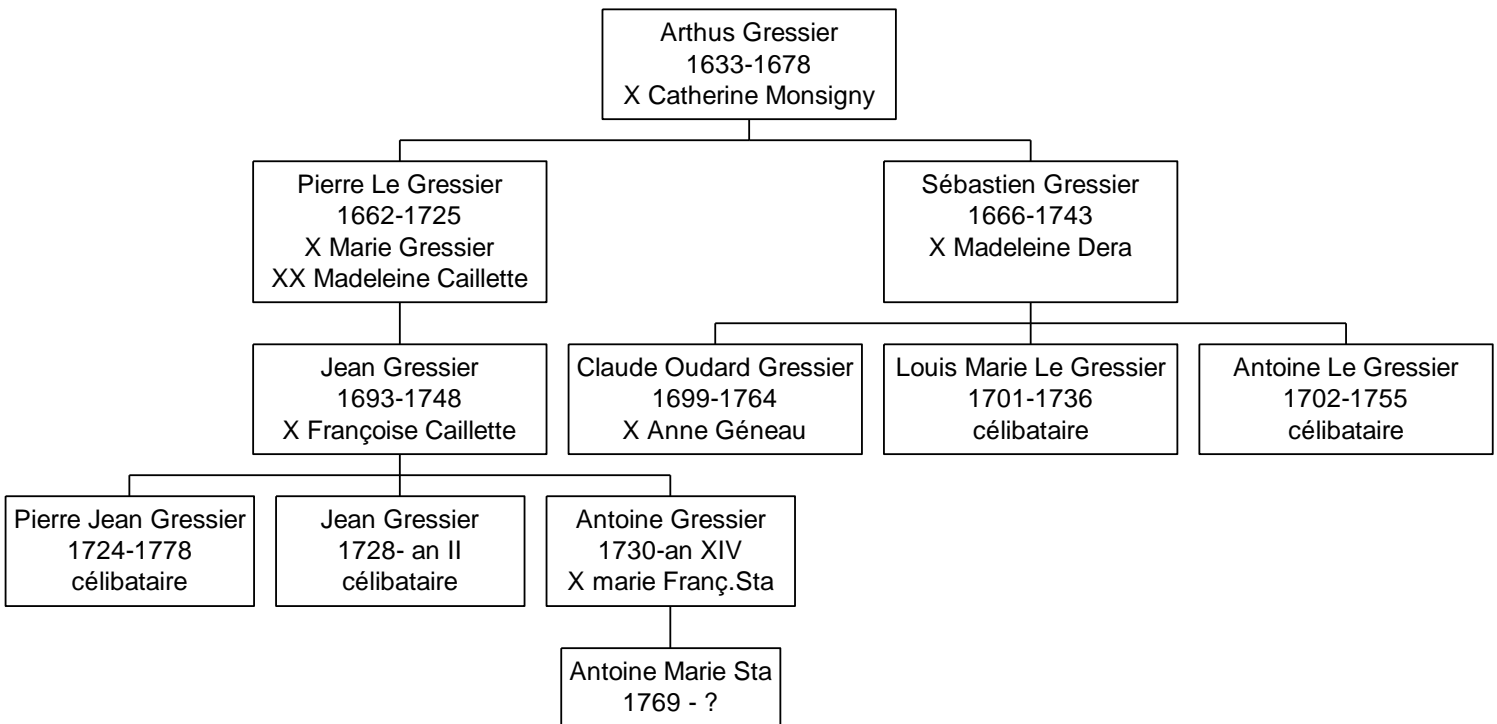 Arthus Gressier
1633-1678
X Catherine Monsigny
Pierre Le Gressier
1662-1725
X Marie Gressier
XX Madeleine Caillette
Sébastien Gressier
1666-1743
X Madeleine Dera
Jean Gressier
1693-1748
X Françoise Caillette
Claude Oudard Gressier
1699-1764
X Anne Géneau
Louis Marie Le Gressier
1701-1736
célibataire
Antoine Le Gressier
1702-1755
célibataire
Pierre Jean Gressier
1724-1778
célibataire
Jean Gressier
1728- an II
célibataire
Antoine Gressier
1730-an XIV
X marie Franç.Sta
Antoine Marie Sta
1769 - ?